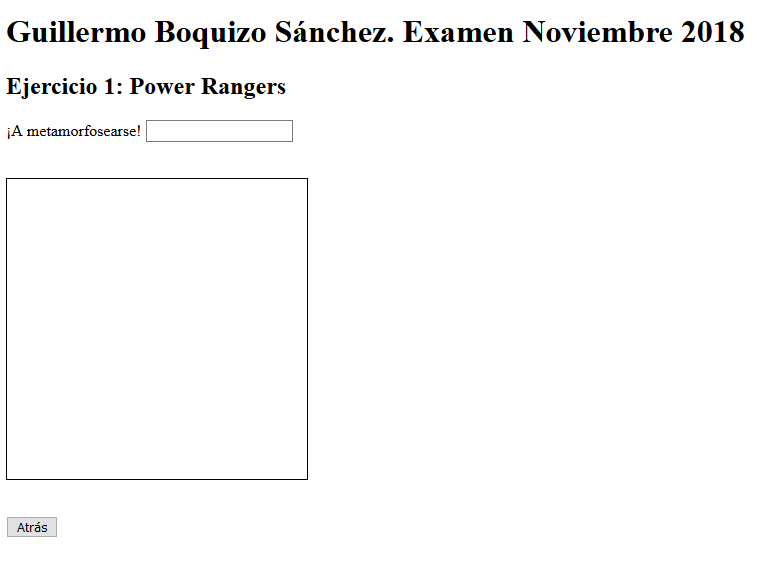 Guillermo Boquizo Sánchez. Examen Noviembre 2018
Ejercicio 1: Power Rangers
¡A metamorfosearse!
Atrás